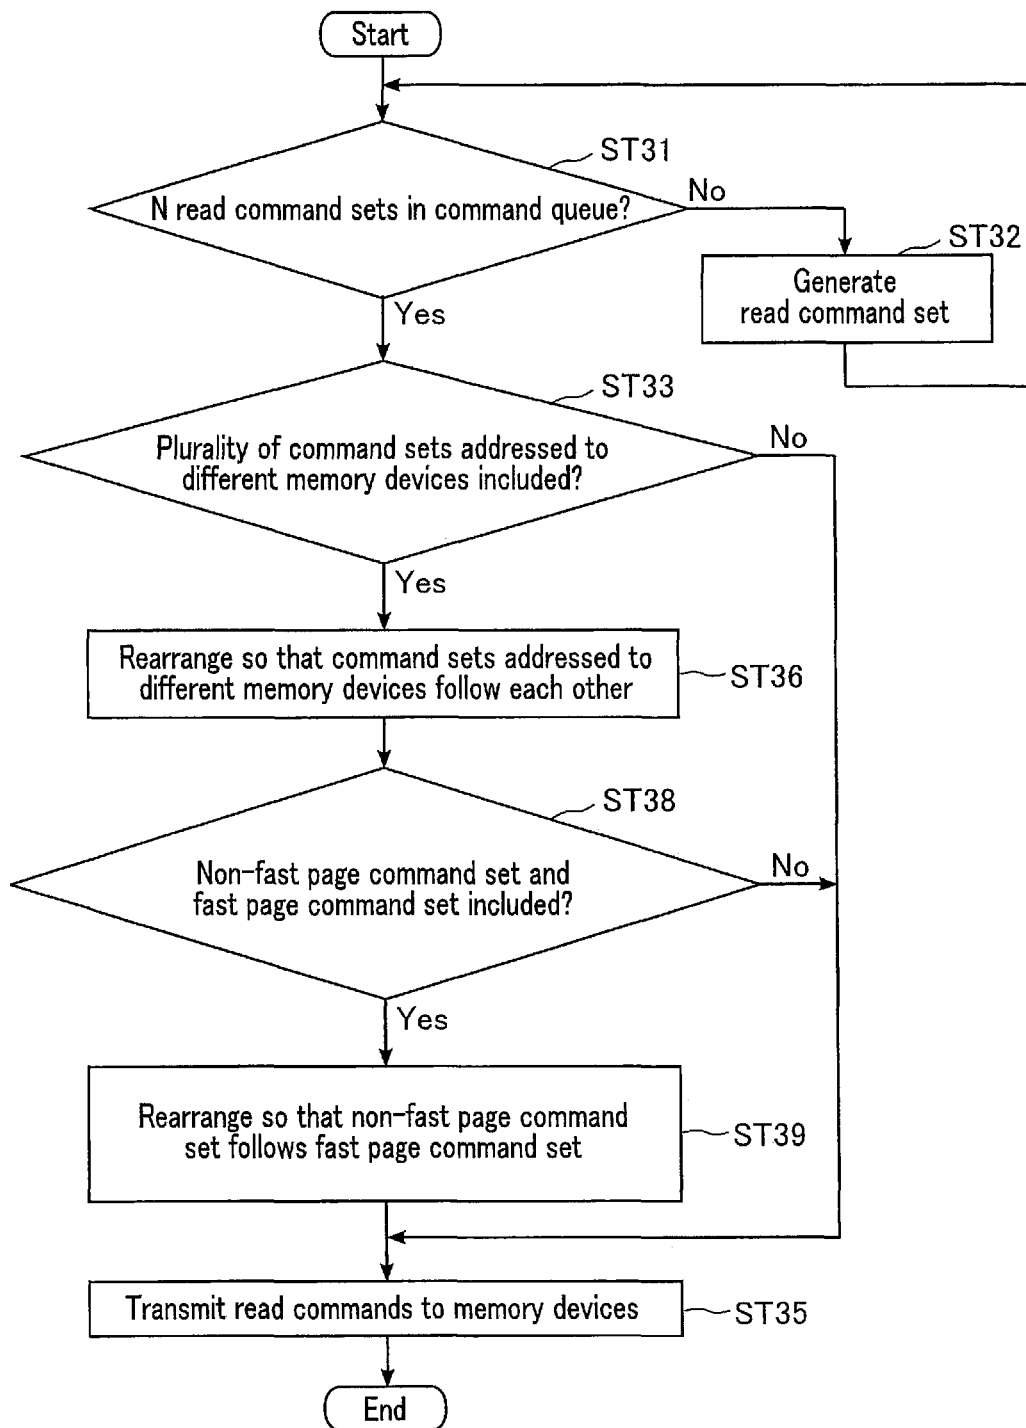 Start
ST31
N read command sets in command queue?
No
ST32
Generate
read command set
Yes
ST33
Plurality of command sets addressed to
different memory devices included?
No
Yes
Rearrange so that command sets addressed to
different memory devices follow each other
ST36
ST38
Non-fast page command set and
fast page command set included?
No
Yes
Rearrange so that non-fast page command
set follows fast page command set
ST39
Transmit read commands to memory devices
ST35
End